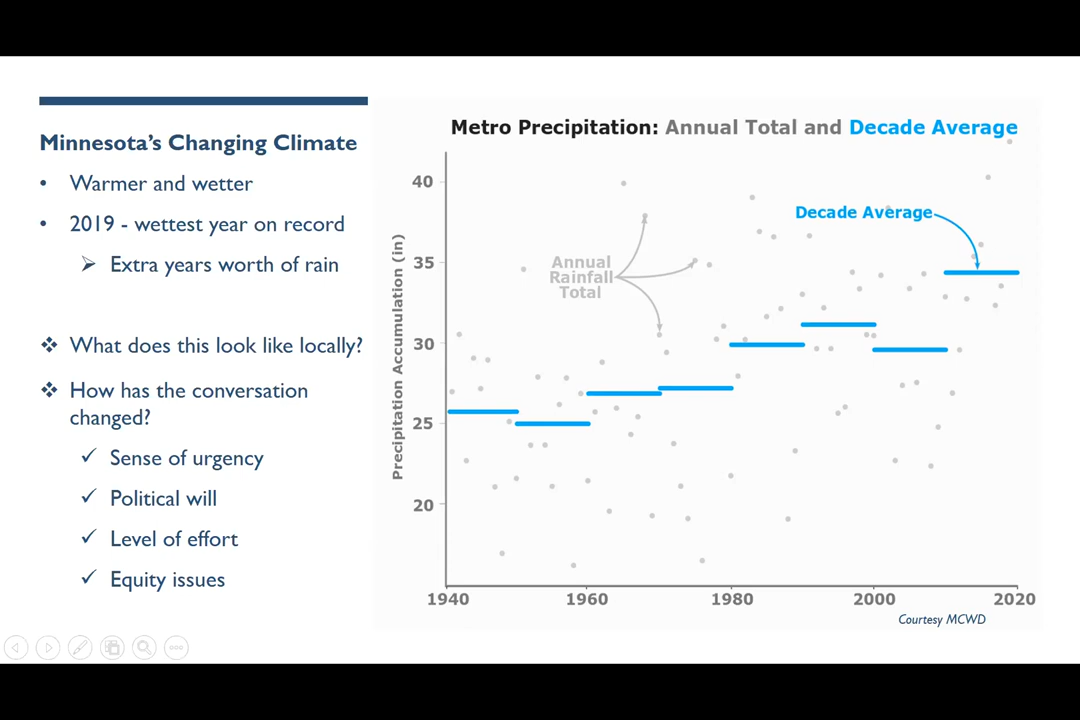 Minnesota's Changing Climate
• Warmer and wetter
• 2019 - wettest year on record
➢ Extra years worth of rain
❖ What does this look like locally?
❖ How has the conversation
changed?
✓ Sense of urgency
✓ Political will
✓ Level of effort
✓ Equity issues
Metro Precipitation: Annual Total and Decade Average
Precipitation Accumulation (in)
40
35
30
25
20
Annual
Rainfall
Total
Decade Average
1940 1960 1980 2000 2020
Courtesy MCWD